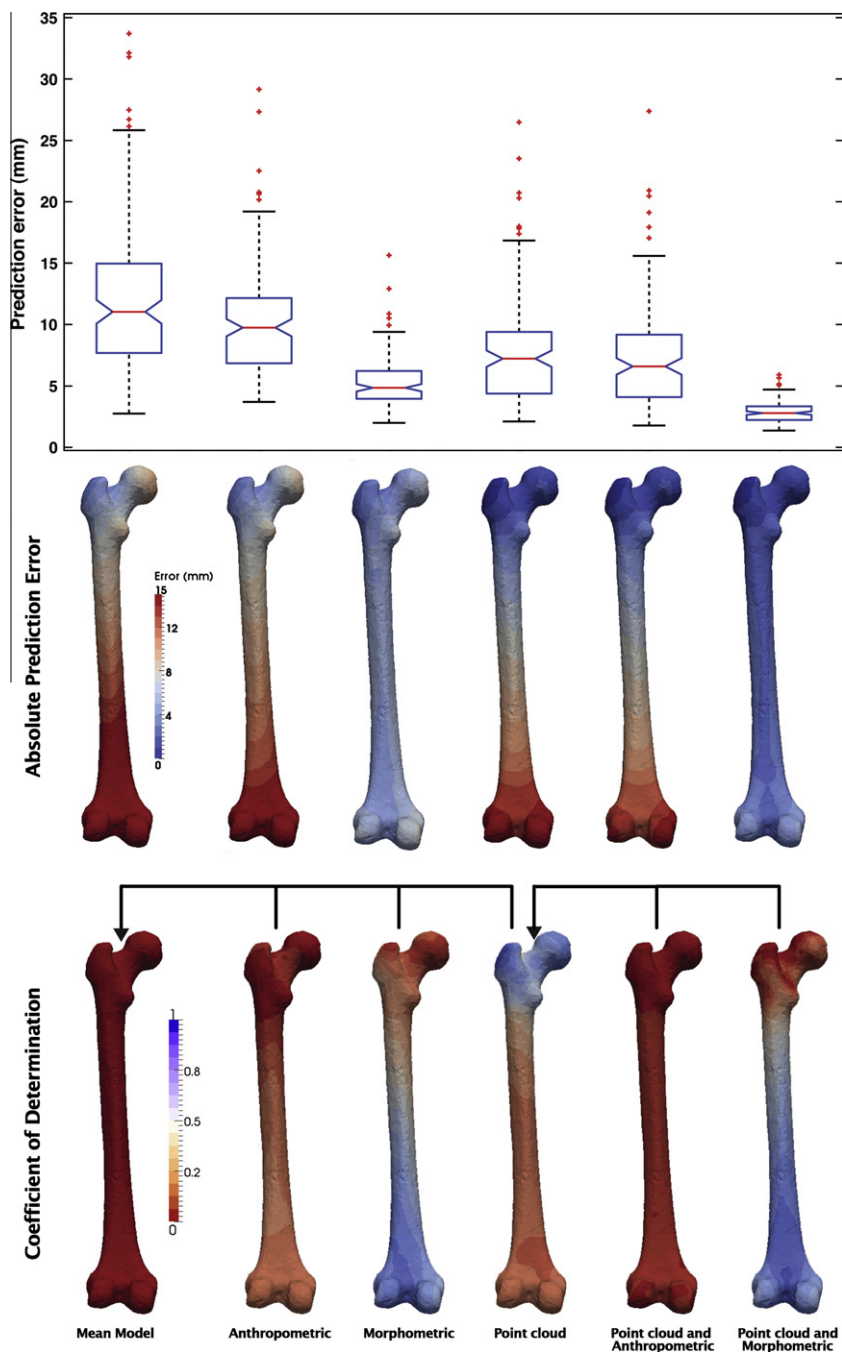 35
30
25
20
15
10
5
0
Prediction error (mm)
Absolute Prediction Error
Error (mm)
15
12
8
4
0
Coefficient of Determination
1
0.8
0.5
0.2
0
Mean Model
Anthropometric
Morphometric
Point cloud
Point cloud and
Anthropometric
Point cloud and
Morphometric